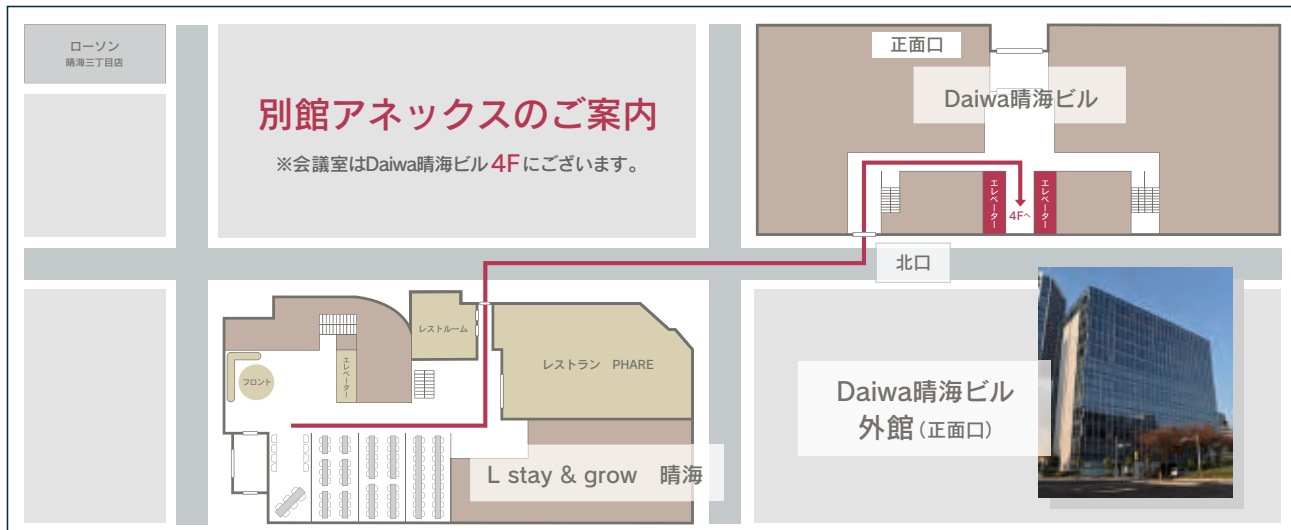 ローソン
晴海三丁目店
別館アネックスのご案内
※会議室はDaiwa晴海ビル4Fにございます。
正面口
Daiwa晴海ビル
エレベーター
4Fへ
エレベーター
北口
レストルーム
レストラン PHARE
エレベーター
フロント
L stay & grow 晴海
Daiwa晴海ビル
外館(正面口)